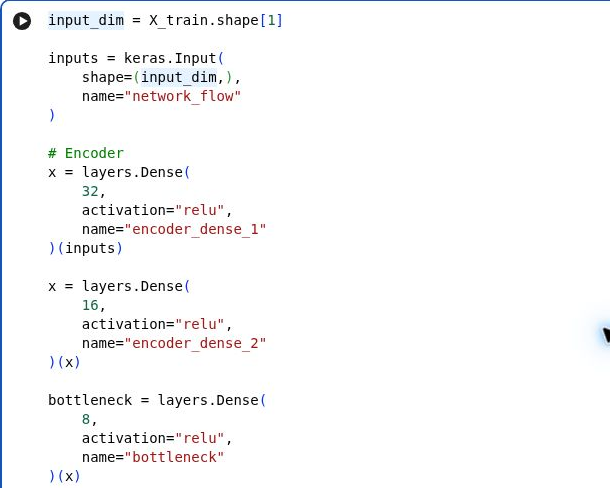 input_dim = X_train.shape[1]
inputs = keras.Input(
    shape=(input_dim,),
    name="network_flow"
)
# Encoder
x = layers.Dense(
    32,
    activation="relu",
    name="encoder_dense_1"
)(inputs)
x = layers.Dense(
    16,
    activation="relu",
    name="encoder_dense_2"
)(x)
bottleneck = layers.Dense(
    8,
    activation="relu",
    name="bottleneck"
)(x)